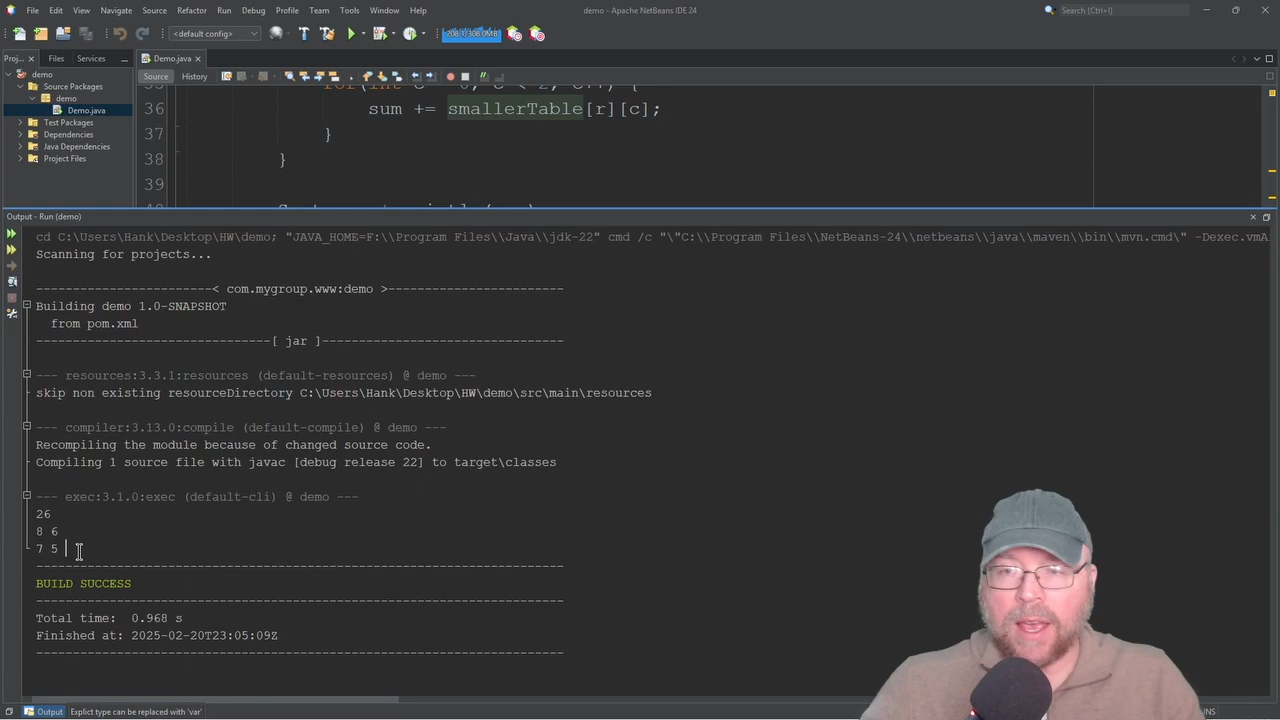 File Edit View Navigate Source Refactor Run Debug Profile Team Tools Window Help
demo - Apache NetBeans IDE 24
Search (Ctrl+I)
<default config>
208.1/308.0MB
Proj... Files Services
Demo.java
Source History
demo
Source Packages
demo
Demo.java
Test Packages
Dependencies
Java Dependencies
Project Files
36 sum += smallerTable[r][c];
37 }
38 }
39
Output - Run (demo)
cd C:\Users\Hank\Desktop\HW\demo; "JAVA_HOME=F:\\Program Files\\Java\\jdk-22" cmd /c "\"C:\\Program Files\\NetBeans-24\\netbeans\\java\\maven\\bin\\mvn.cmd\" -Dexec.vmA
Scanning for projects...
------------------------< com.mygroup.www:demo >------------------------
Building demo 1.0-SNAPSHOT
from pom.xml
--------------------------------[ jar ]---------------------------------
--- resources:3.3.1:resources (default-resources) @ demo ---
skip non existing resourceDirectory C:\Users\Hank\Desktop\HW\demo\src\main\resources
--- compiler:3.13.0:compile (default-compile) @ demo ---
Recompiling the module because of changed source code.
Compiling 1 source file with javac [debug release 22] to target\classes
--- exec:3.1.0:exec (default-cli) @ demo ---
26
8 6
7 5
------------------------------------------------------------------------
BUILD SUCCESS
------------------------------------------------------------------------
Total time: 0.968 s
Finished at: 2025-02-20T23:05:09Z
------------------------------------------------------------------------
Output Explict type can be replaced with 'var'
INS